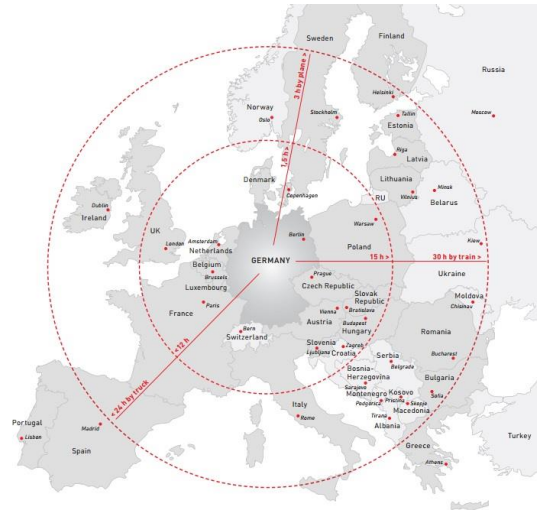 Sweden
Finland
Russia
3 h by plane >
Norway
Oslo
Stockholm
Helsinki
Tallin
Estonia
Moscow
1,5 h >
Riga
Latvia
Denmark
Copenhagen
Lithuania
Vilnius
Minsk
Belarus
RU
Dublin
Ireland
UK
London
Amsterdam
Netherlands
Berlin
Warsaw
Poland
Kiew
Belgium
Brussels
GERMANY
15 h >
30 h by train >
Luxembourg
Prague
Czech Republic
Ukraine
Paris
France
Slovak
Republic
Vienna
Bratislava
Austria
Budapest
Hungary
Moldova
Chisinau
Bern
Switzerland
<12 h
Slovenia
Ljubljana
Zagreb
Croatia
Romania
Serbia
Belgrade
Bucharest
Bosnia-
Herzegovina
Sarajevo
Montenegro
Kosovo
Bulgaria
Sofia
Podgorica
Pristina
Skopje
Macedonia
<24 h by truck
Italy
Rome
Tirana
Albania
Portugal
Lisban
Madrid
Spain
Greece
Athens
Turkey